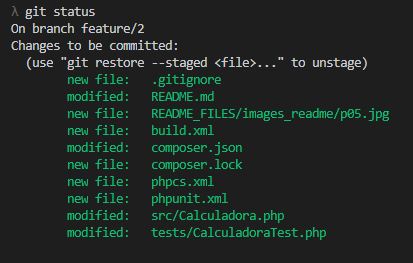 λ git status
On branch feature/2
Changes to be committed:
  (use "git restore --staged <file>..." to unstage)
        new file:   .gitignore
        modified:   README.md
        new file:   README_FILES/images_readme/p05.jpg
        new file:   build.xml
        modified:   composer.json
        new file:   composer.lock
        new file:   phpcs.xml
        new file:   phpunit.xml
        modified:   src/Calculadora.php
        modified:   tests/CalculadoraTest.php